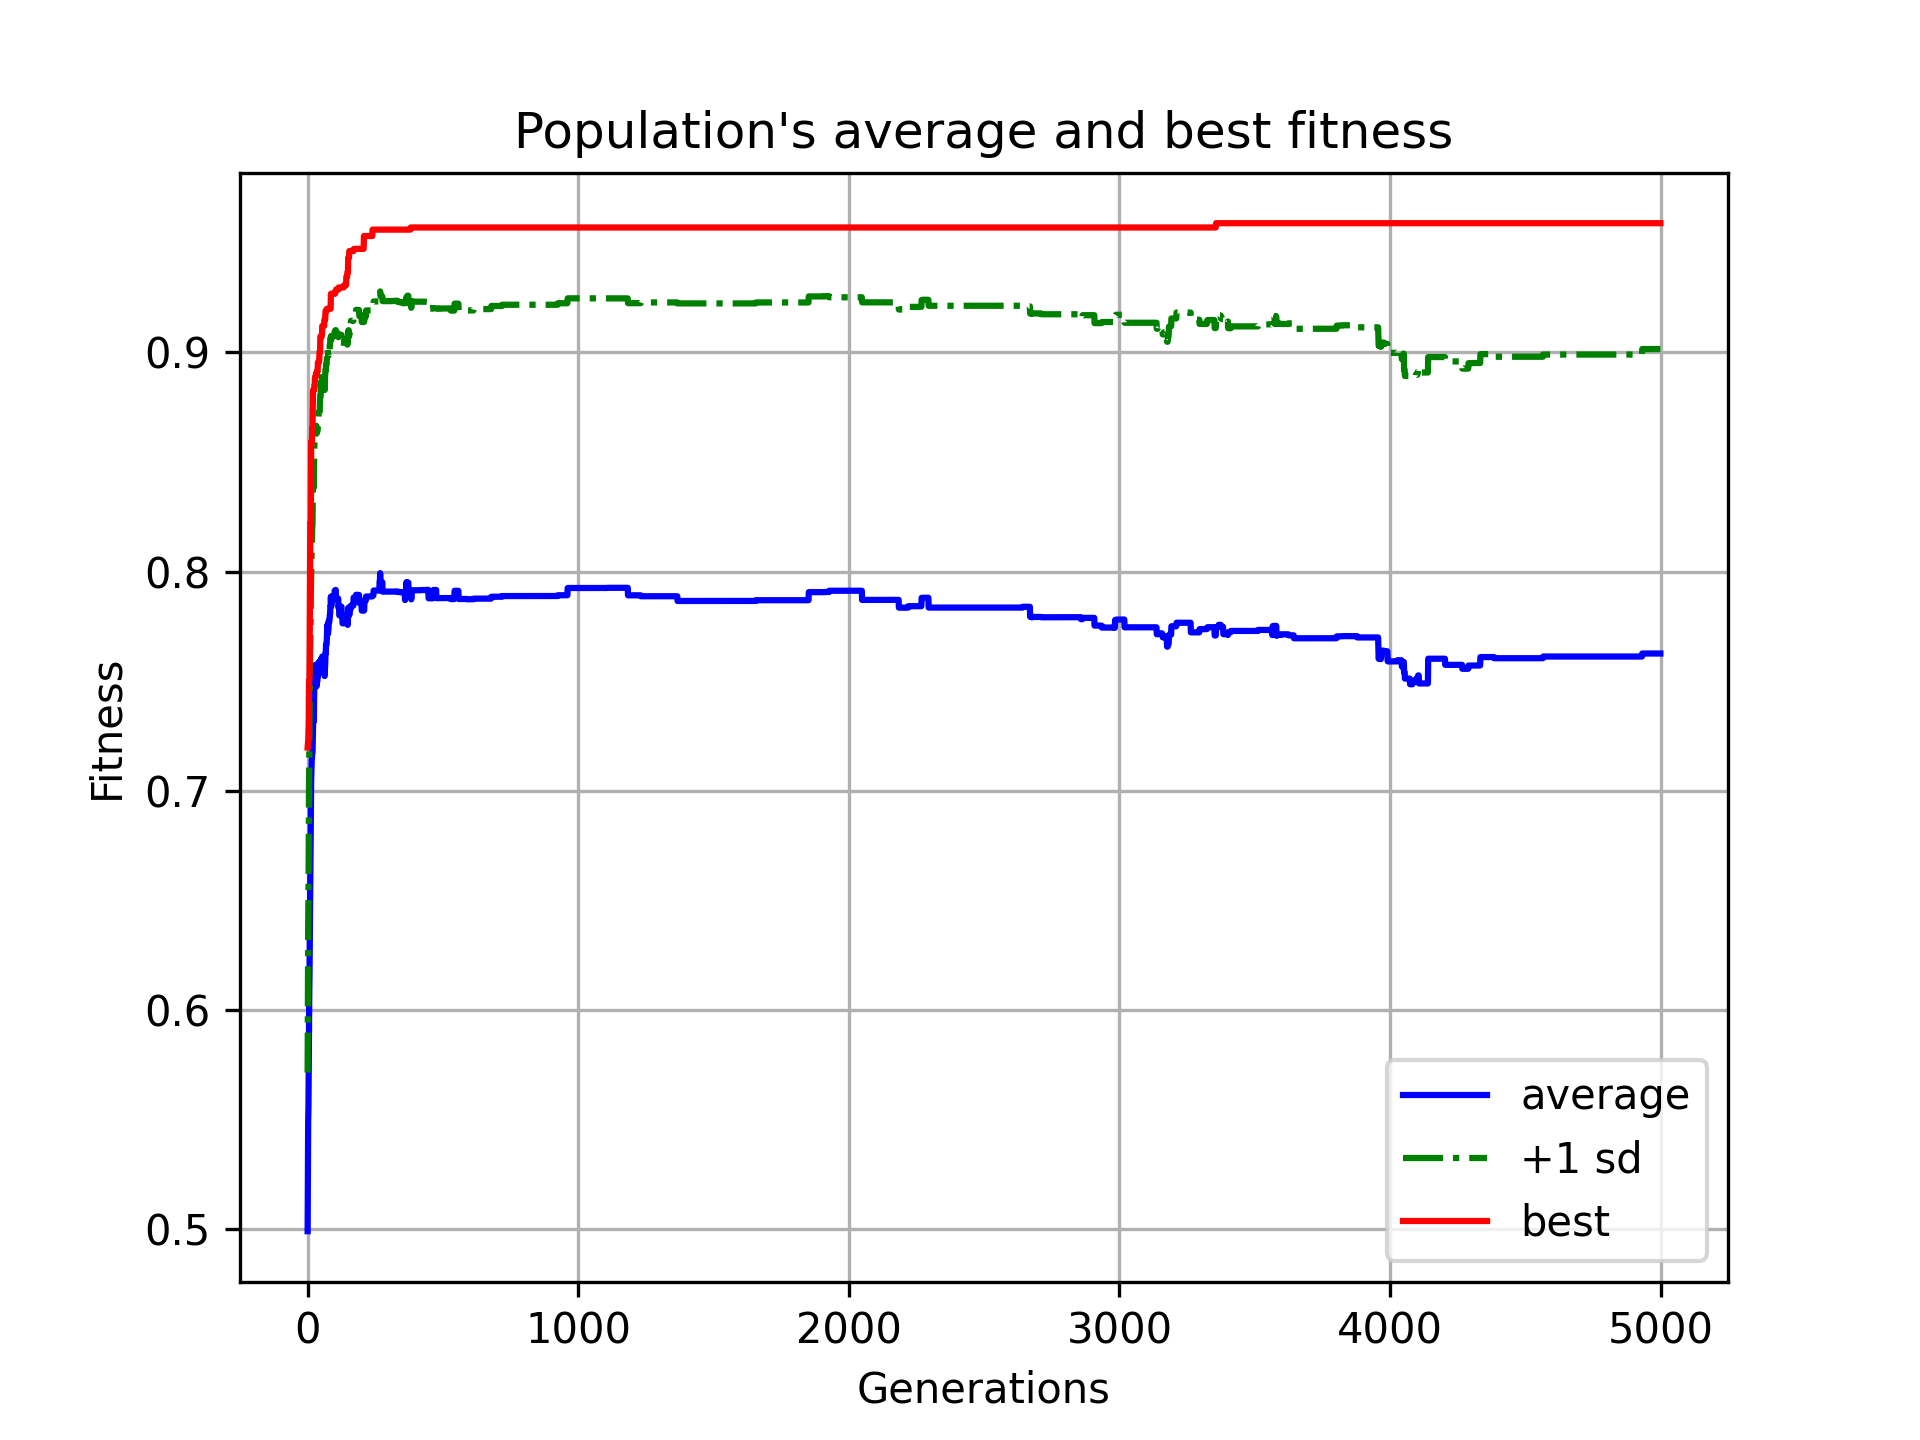 Population's average and best fitness
Fitness
0.9
0.8
0.7
0.6
0.5
average
+1 sd
best
0 1000 2000 3000 4000 5000
Generations